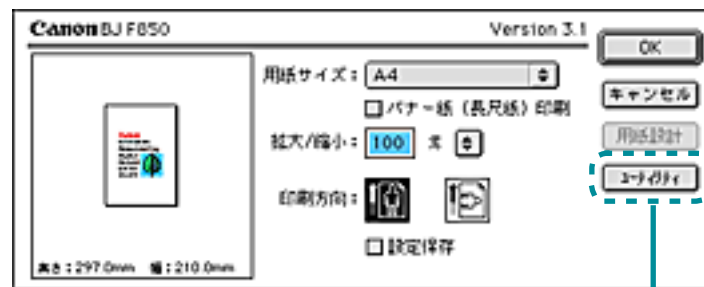 Canon BJ F850
Version 3.1
OK
用紙サイズ： A4
キャンセル
バナー紙（長尺紙）印刷
用紙設計
拡大/縮小： 100 %
ユーティリティ
印刷方向：
設定保存
高さ：297.0mm 幅：210.0mm